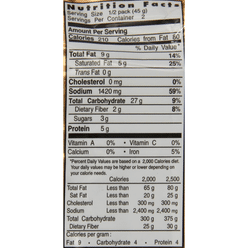 Nutrition Facts
Serving Size 1/2 pack (45 g)
Servings Per Container 2
Amount Per Serving
Calories 210 Calories from Fat 80
% Daily Value*
Total Fat 9 g 14%
Saturated Fat 5 g 25%
Trans Fat 0 g
Cholesterol 0 mg 0%
Sodium 1420 mg 59%
Total Carbohydrate 27 g 9%
Dietary Fiber 2 g 8%
Sugars 3g
Protein 5 g
Vitamin A 0% • Vitamin C 0%
Calcium 0% • Iron 5%
*Percent Daily Values are based on a 2,000 Calories diet.
Your daily values may be higher or lower depending
on your calorie needs.
Calories 2,000 2,500
Total Fat Less than 65 g 80 g
Sat Fat Less than 20 g 25 g
Cholesterol Less than 300 mg 300 mg
Sodium Less than 2,400 mg 2,400 mg
Total Carbohydrate 300 g 375 g
Dietary Fiber 25 g 30 g
Calories per gram:
Fat 9 • Carbohydrate 4 • Protein 4